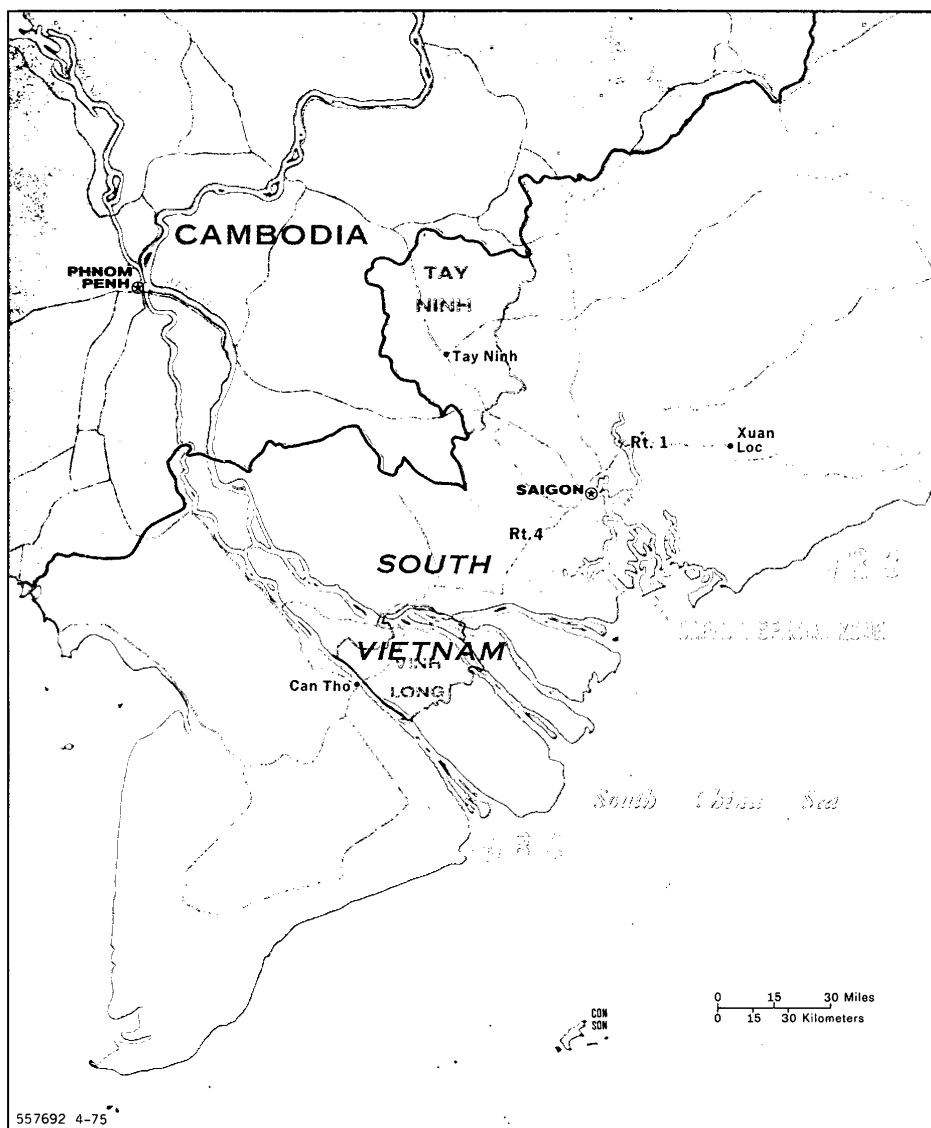 CAMBODIA
PHNOM
PENH
TAY
NINH
Tay Ninh
Rt. 1
Xuan
Loc
SAIGON
Rt.4
SOUTH
VIETNAM
VINH
LONG
Can Tho
South China Sea
CON
SON
0 15 30 Miles
0 15 30 Kilometers
557692 4-75